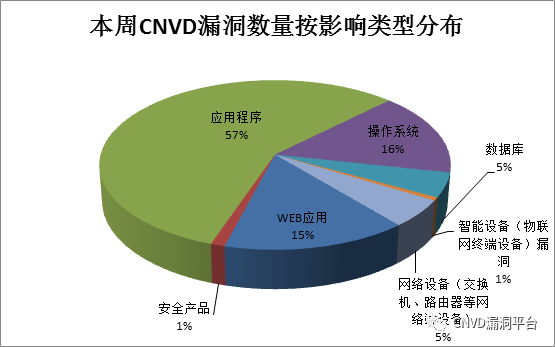 本周CNVD漏洞数量按影响类型分布
应用程序
57%
操作系统
16%
数据库
5%
智能设备（物联
网终端设备）漏
洞
1%
网络设备（交换
机、路由器等网
络端设备）
5%
WEB应用
15%
安全产品
1%
CNVD漏洞平台